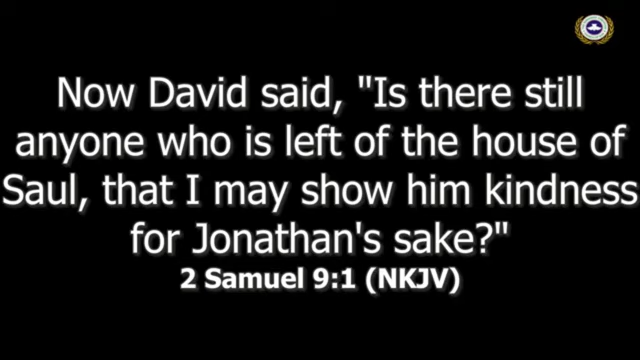 Now David said, "Is there still
anyone who is left of the house of
Saul, that I may show him kindness
for Jonathan's sake?"
2 Samuel 9:1 (NKJV)